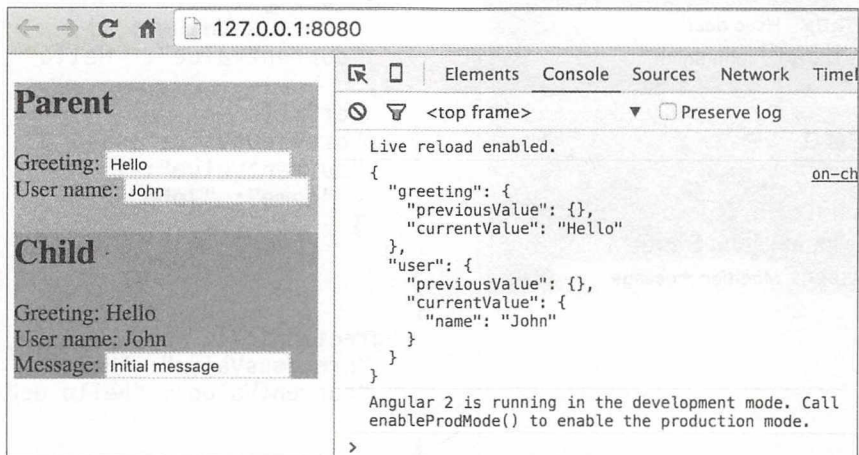 127.0.0.1:8080
Parent
Greeting: Hello
User name: John
Child
Greeting: Hello
User name: John
Message: Initial message
Elements Console Sources Network Timel
<top frame> ▼ Preserve log
Live reload enabled.
{ on-ch
"greeting": {
"previousValue": {},
"currentValue": "Hello"
},
"user": {
"previousValue": {},
"currentValue": {
"name": "John"
}
}
}
Angular 2 is running in the development mode. Call
enableProdMode() to enable the production mode.
>